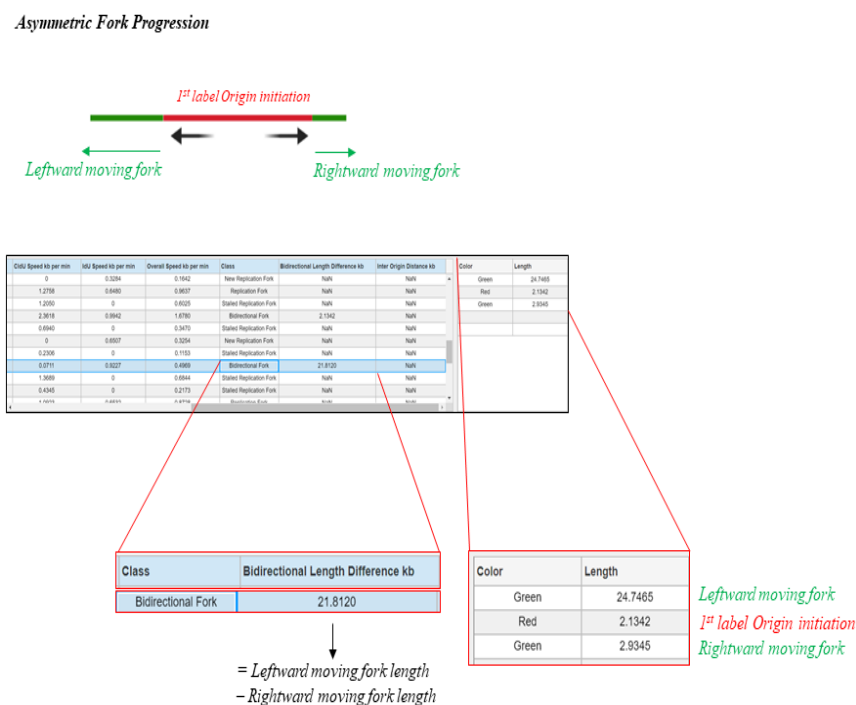 Asymmetric Fork Progression
1st label Origin initiation
Leftward moving fork
Rightward moving fork
CldU Speed kb per min IdU Speed kb per min Overall Speed kb per min Class Bidirectional Length Difference kb Inter Origin Distance kb Color Length
0 0.3284 0.1642 New Replication Fork NaN NaN Green 24.7465
1.2758 0.6480 0.9637 Replication Fork NaN NaN Red 2.1342
1.2050 0 0.6025 Stalled Replication Fork NaN NaN Green 2.9345
2.3618 0.9942 1.6780 Bidirectional Fork 2.1342 NaN
0.6940 0 0.3470 Stalled Replication Fork NaN NaN
0 0.6507 0.3254 New Replication Fork NaN NaN
0.2306 0 0.1153 Stalled Replication Fork NaN NaN
0.0711 0.9227 0.4969 Bidirectional Fork 21.8120 NaN
1.3689 0 0.6844 Stalled Replication Fork NaN NaN
0.4345 0 0.2173 Stalled Replication Fork NaN NaN
Replication Fork NaN NaN
Class Bidirectional Length Difference kb
Bidirectional Fork 21.8120
= Leftward moving fork length
– Rightward moving fork length
Color Length
Green 24.7465 Leftward moving fork
Red 2.1342 1st label Origin initiation
Green 2.9345 Rightward moving fork